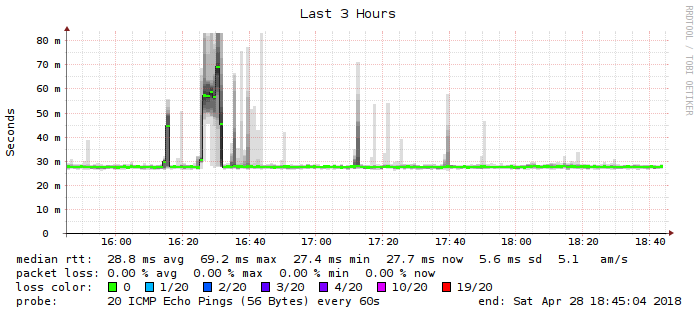 Last 3 Hours
RRDTOOL / TOBI OETIKER
Seconds
80 m
70 m
60 m
50 m
40 m
30 m
20 m
10 m
0
16:00 16:20 16:40 17:00 17:20 17:40 18:00 18:20 18:40
median rtt: 28.8 ms avg 69.2 ms max 27.4 ms min 27.7 ms now 5.6 ms sd 5.1 am/s
packet loss: 0.00 % avg 0.00 % max 0.00 % min 0.00 % now
loss color: 0 1/20 2/20 3/20 4/20 10/20 19/20
probe: 20 ICMP Echo Pings (56 Bytes) every 60s end: Sat Apr 28 18:45:04 2018